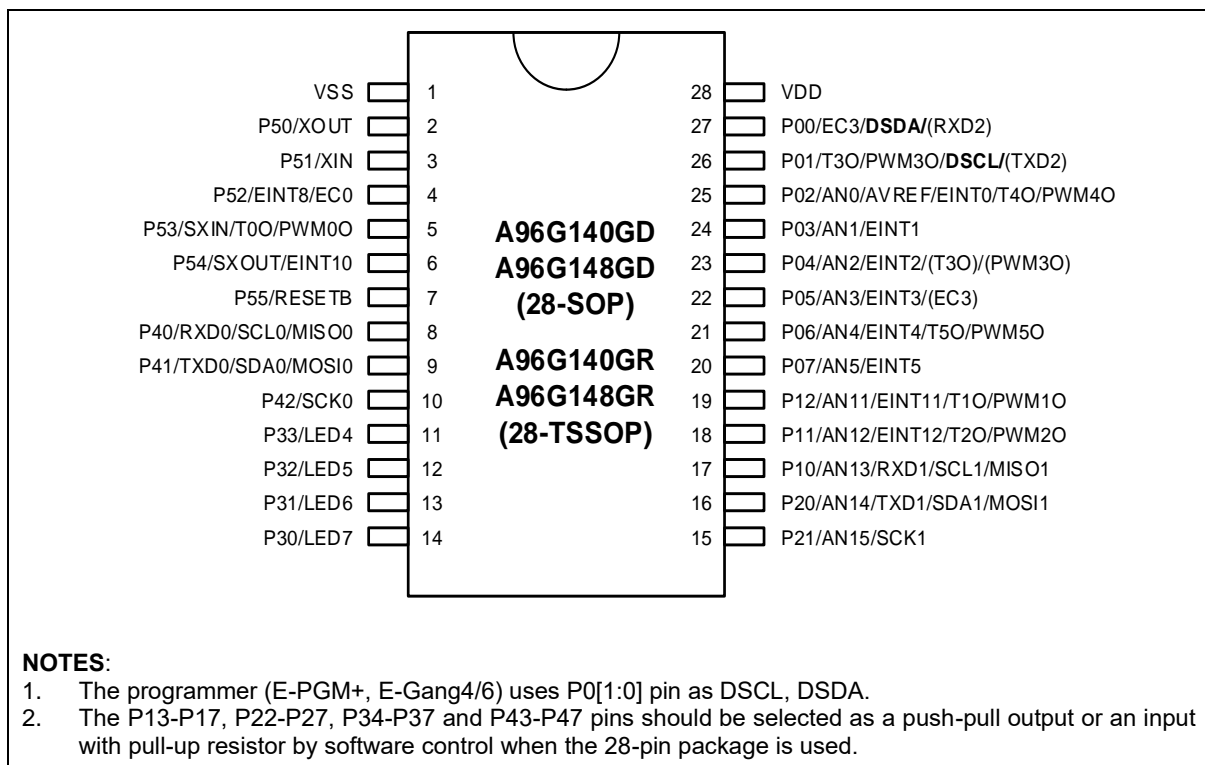 VSS 1 28 VDD
P50/XOUT 2 27 P00/EC3/DSDA/(RXD2)
P51/XIN 3 26 P01/T3O/PWM3O/DSCL/(TXD2)
P52/EINT8/EC0 4 25 P02/AN0/AVREF/EINT0/T4O/PWM4O
P53/SXIN/T0O/PWM0O 5 24 P03/AN1/EINT1
P54/SXOUT/EINT10 6 23 P04/AN2/EINT2/(T3O)/(PWM3O)
P55/RESETB 7 22 P05/AN3/EINT3/(EC3)
P40/RXD0/SCL0/MISO0 8 21 P06/AN4/EINT4/T5O/PWM5O
P41/TXD0/SDA0/MOSI0 9 20 P07/AN5/EINT5
P42/SCK0 10 19 P12/AN11/EINT11/T1O/PWM1O
P33/LED4 11 18 P11/AN12/EINT12/T2O/PWM2O
P32/LED5 12 17 P10/AN13/RXD1/SCL1/MISO1
P31/LED6 13 16 P20/AN14/TXD1/SDA1/MOSI1
P30/LED7 14 15 P21/AN15/SCK1
A96G140GD
A96G148GD
(28-SOP)
A96G140GR
A96G148GR
(28-TSSOP)
NOTES:
1. The programmer (E-PGM+, E-Gang4/6) uses P0[1:0] pin as DSCL, DSDA.
2. The P13-P17, P22-P27, P34-P37 and P43-P47 pins should be selected as a push-pull output or an input
with pull-up resistor by software control when the 28-pin package is used.